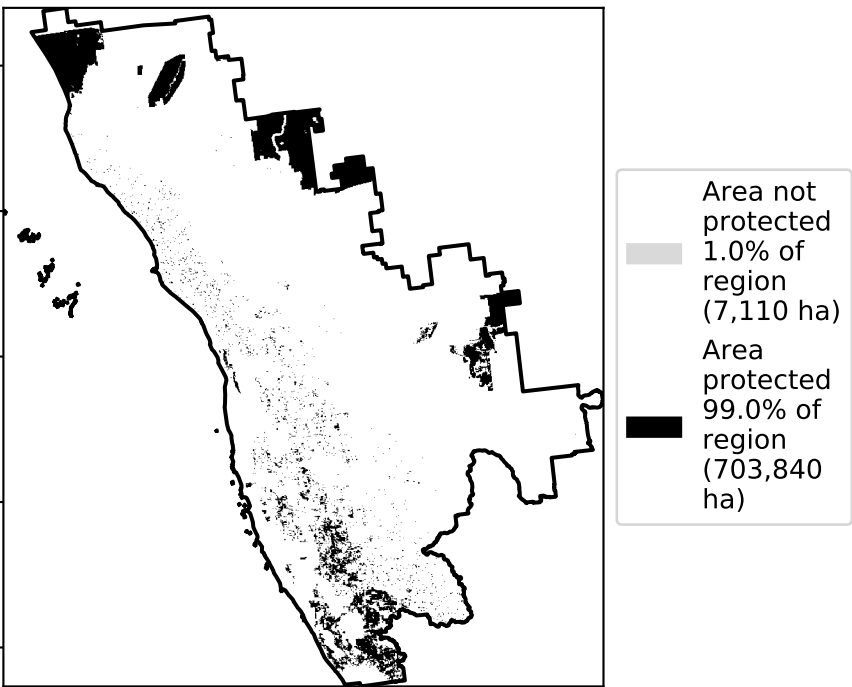 Area not
protected
1.0% of
region
(7,110 ha)
Area
protected
99.0% of
region
(703,840
ha)